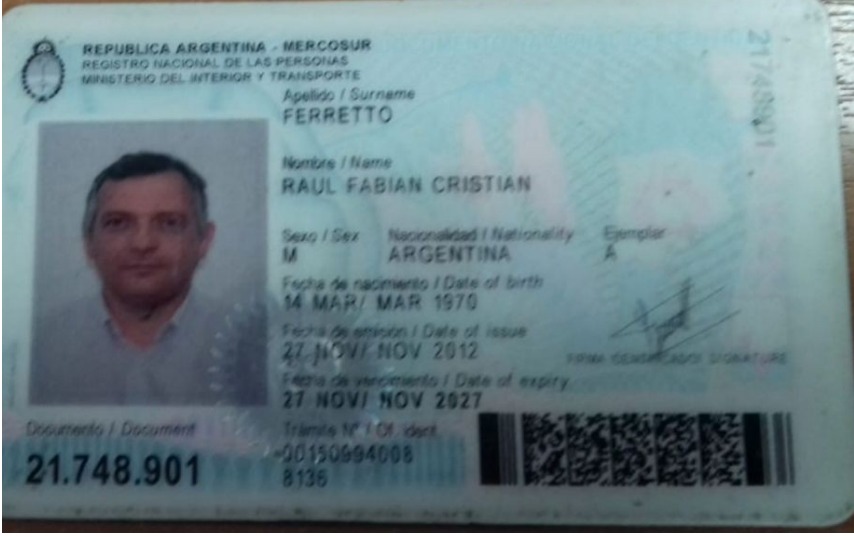 REPUBLICA ARGENTINA - MERCOSUR
REGISTRO NACIONAL DE LAS PERSONAS
MINISTERIO DEL INTERIOR Y TRANSPORTE
Apellido / Surname
FERRETTO
Nombre / Name
RAUL FABIAN CRISTIAN
Sexo / Sex Nacionalidad / Nationality Ejemplar
M ARGENTINA A
Fecha de nacimiento / Date of birth
14 MAR/ MAR 1970
Fecha de emisión / Date of issue
27 NOV/ NOV 2012
FIRMA IDENTIFICADO/ SIGNATURE
Fecha de vencimiento / Date of expiry
27 NOV/ NOV 2027
Documento / Document
21.748.901
Trámite N° / Of. ident.
00150994008
8136
21748901